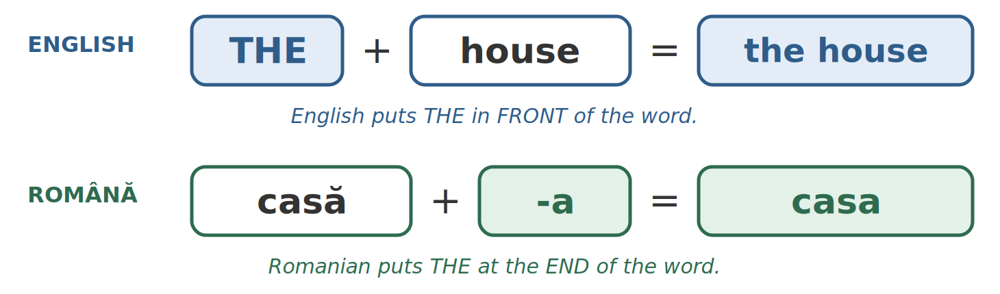 ENGLISH THE + house = the house
English puts THE in FRONT of the word.
ROMÂNĂ casă + -a = casa
Romanian puts THE at the END of the word.